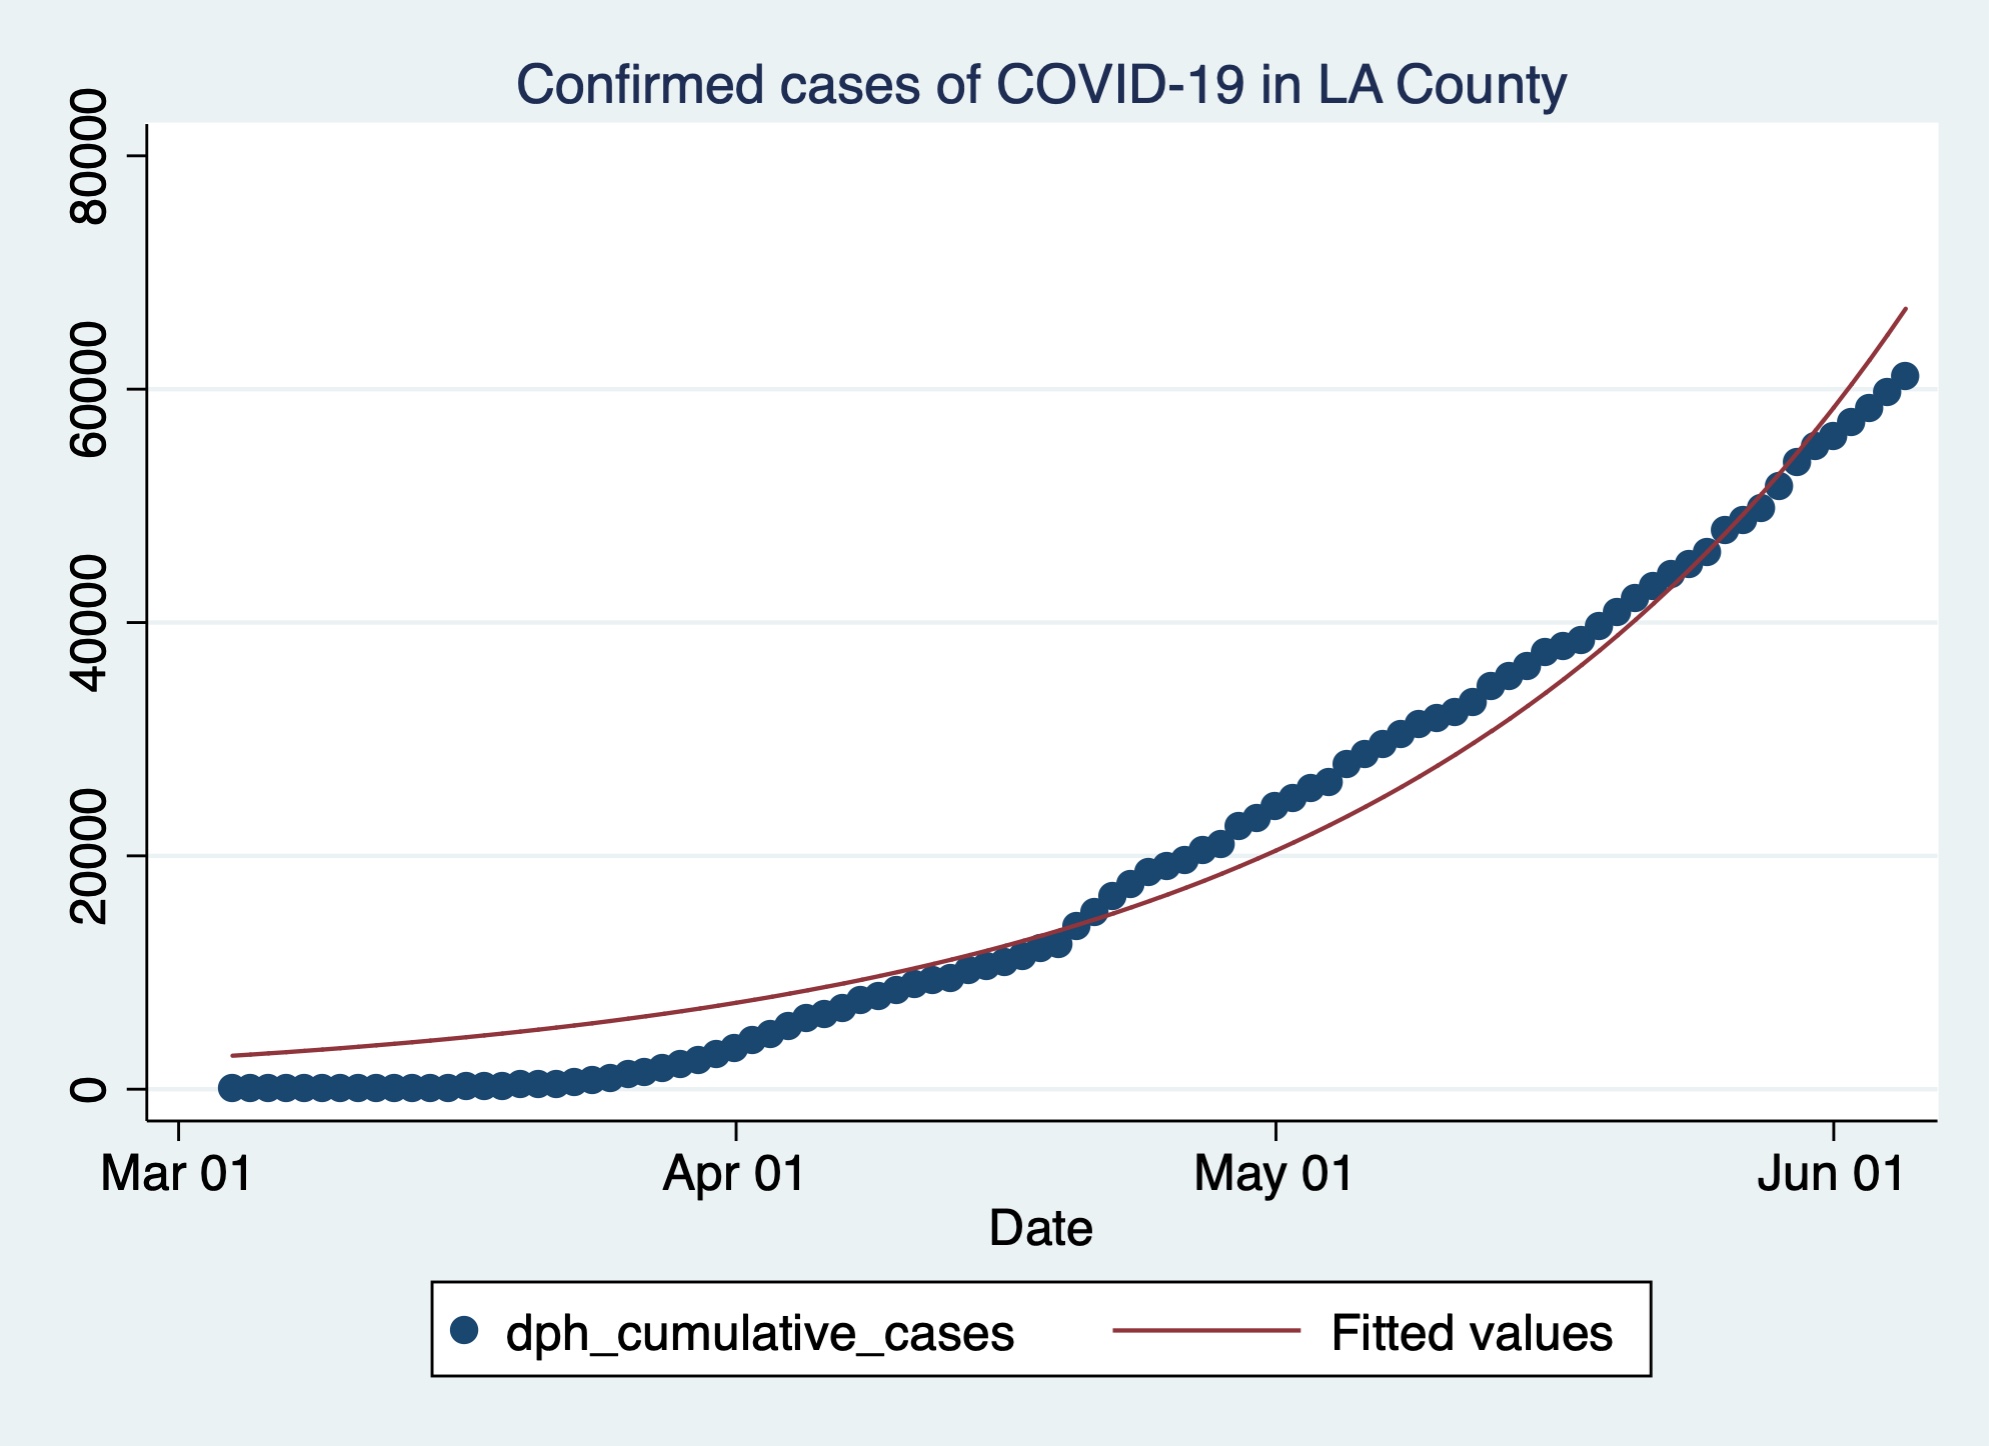 Confirmed cases of COVID-19 in LA County
80000
60000
40000
20000
0
Mar 01 Apr 01 May 01 Jun 01
Date
dph_cumulative_cases Fitted values